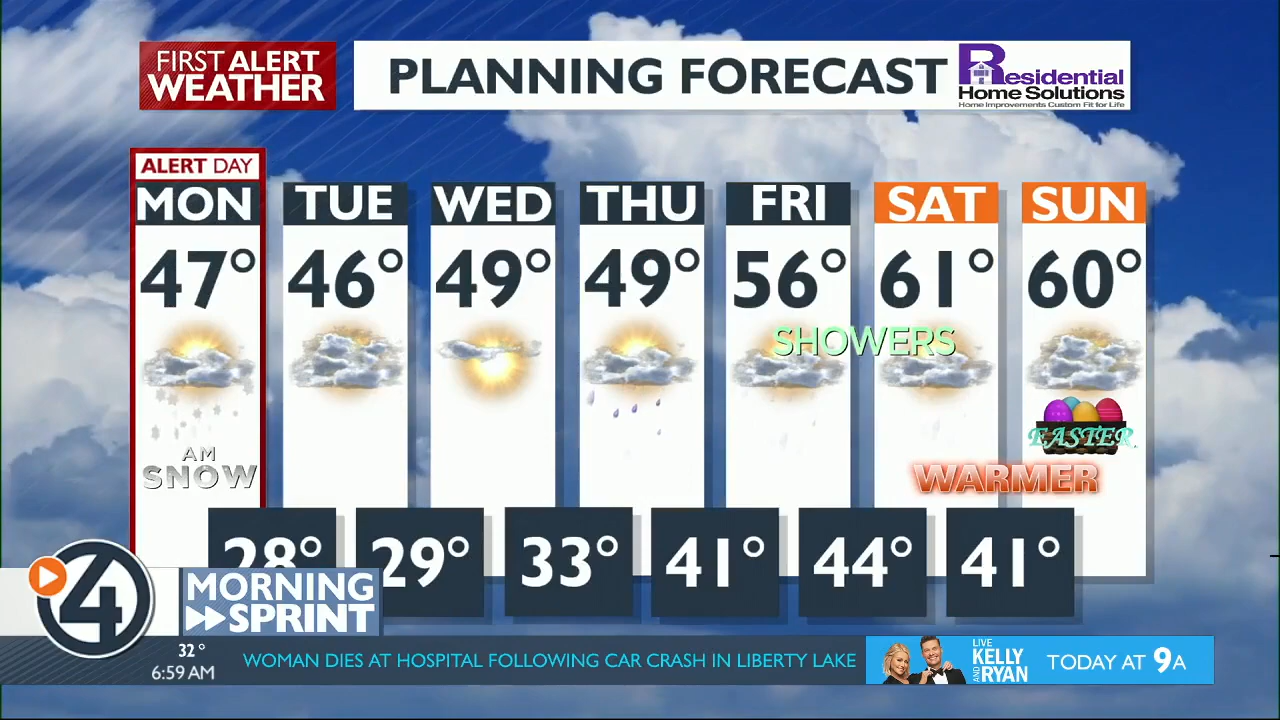 FIRST ALERT
WEATHER
PLANNING FORECAST
Residential
Home Solutions
Home Improvements Custom Fit for Life
ALERT DAY
MON
TUE
WED
THU
FRI
SAT
SUN
47°
46°
49°
49°
56°
61°
60°
SHOWERS
EASTER
AM
SNOW
WARMER
28°
29°
33°
41°
44°
41°
4
MORNING
SPRINT
32°
6:59 AM
WOMAN DIES AT HOSPITAL FOLLOWING CAR CRASH IN LIBERTY LAKE
LIVE
KELLY
AND RYAN
TODAY AT 9A